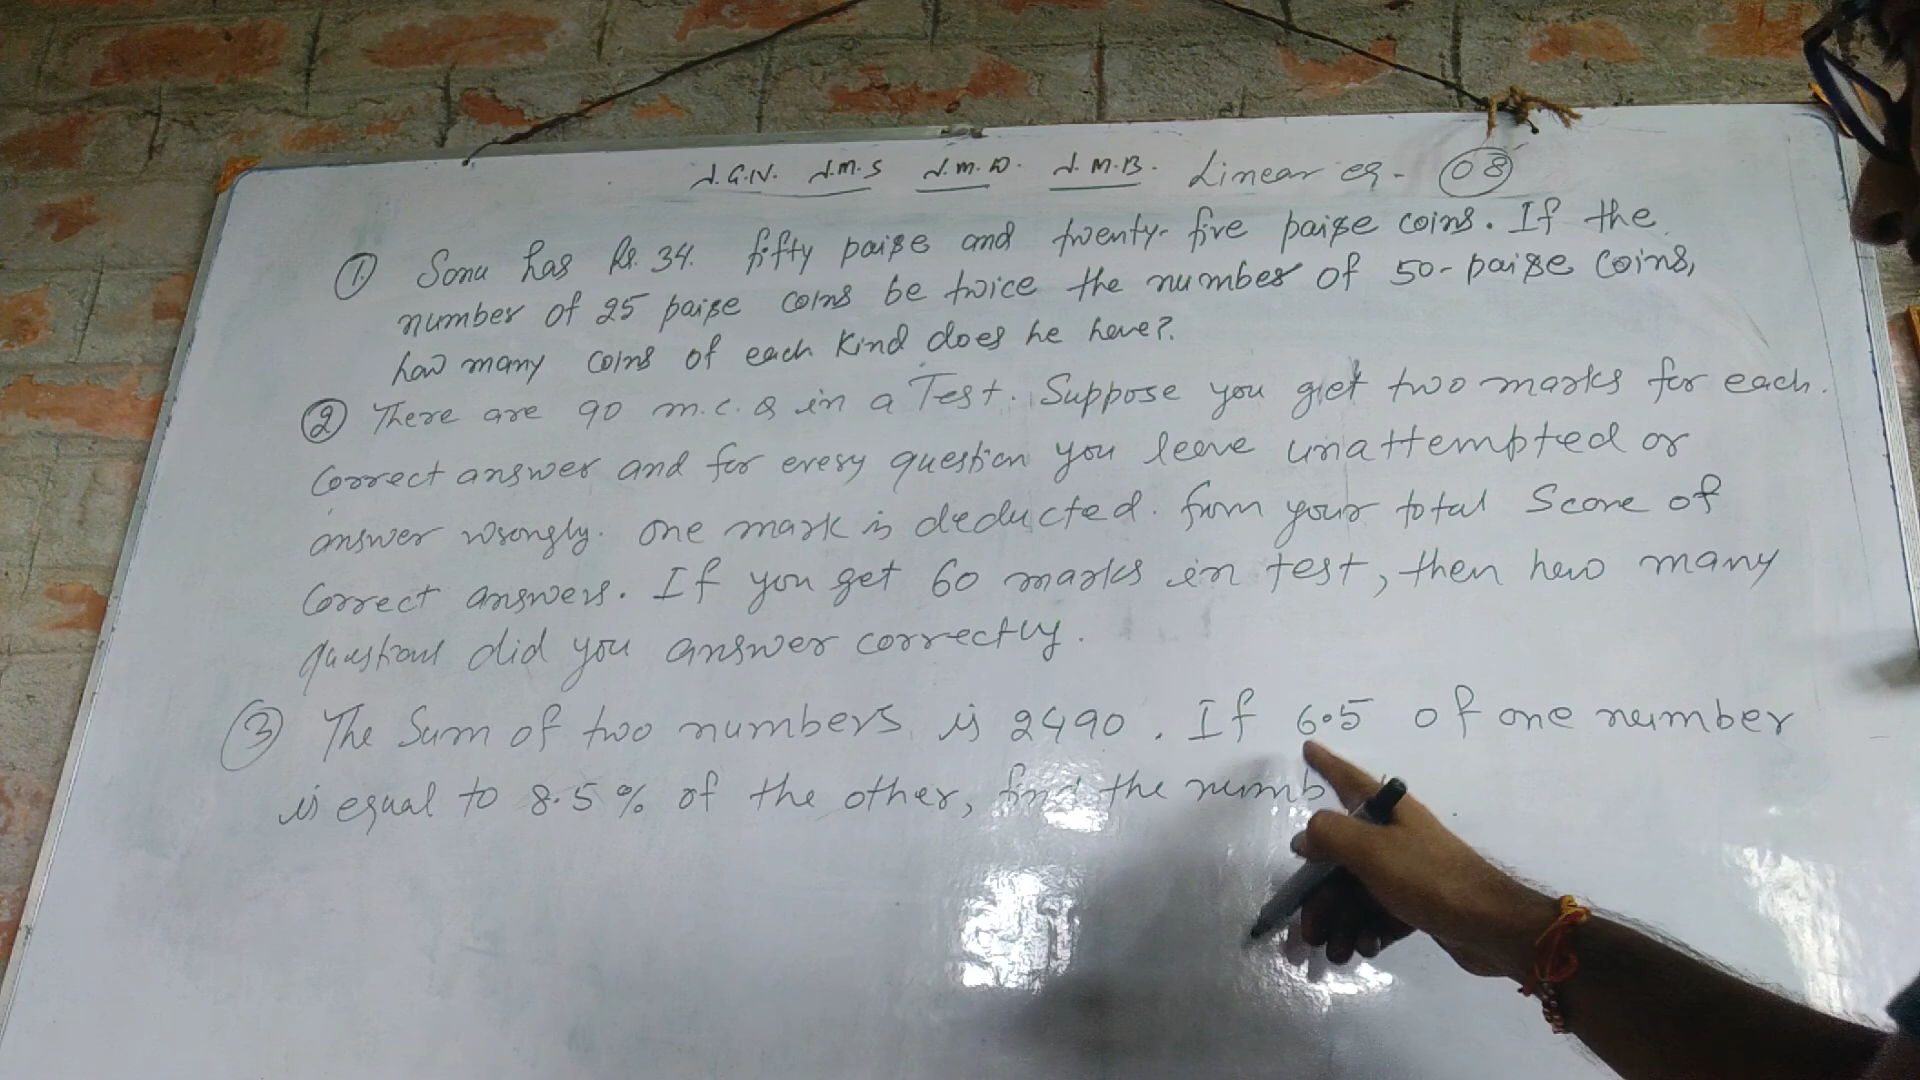 J.G.N. J.M.S J.M.D. J.M.B. Linear eq - 08
① Sonu has Rs. 34. fifty paise and twenty-five paise coins. If the
number of 25 paise coins be twice the number of 50-paise coins,
how many coins of each kind does he have?
② There are 90 m.c.q in a Test. Suppose you get two marks for each
correct answer and for every question you leave unattempted or
answer wrongly. one mark is deducted. from your total Score of
correct answers. If you get 60 marks in test, then how many
questions did you answer correctly.
③ The Sum of two numbers is 2490. If 6.5 of one number
is equal to 8.5% of the other, find the numb